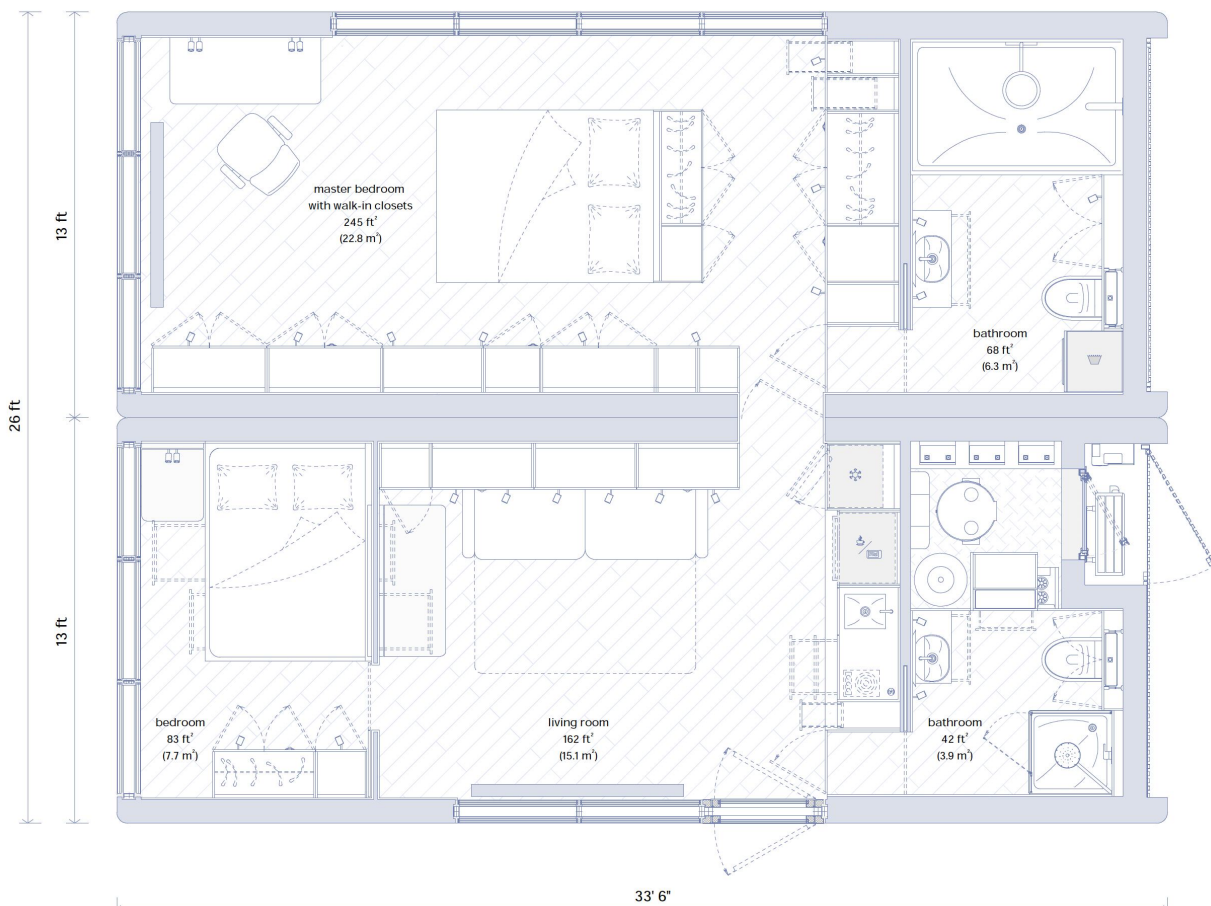 13 ft
26 ft
13 ft
master bedroom
with walk-in closets
245 ft²
(22.8 m²)
bathroom
68 ft²
(6.3 m²)
bedroom
83 ft²
(7.7 m²)
living room
162 ft²
(15.1 m²)
bathroom
42 ft²
(3.9 m²)
33' 6"